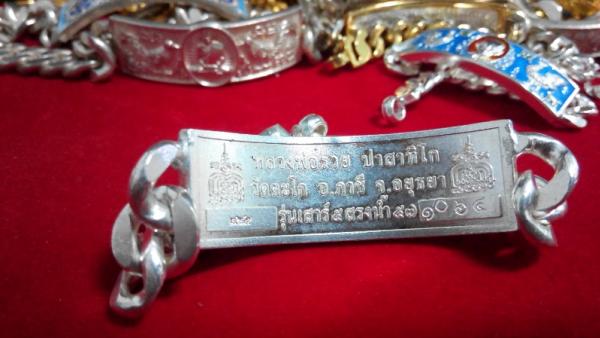 หลวงพ่อรวย ปาสาทิโก
วัดตะโก อ.ภาชี จ.อยุธยา
รุ่นเสาร์๕สรงน้ำ๕๗ ๑๐๖๔